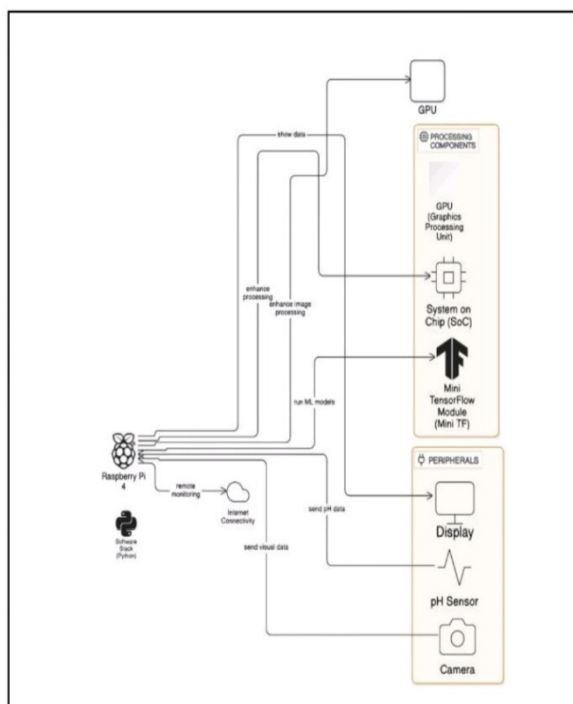 GPU
show data
PROCESSING
COMPONENTS
GPU
(Graphics
Processing
Unit)
enhance
processing
enhance image
processing
System on
Chip (SoC)
TF
Mini
TensorFlow
Module
(Mini TF)
run ML models
Raspberry Pi
4
remote
monitoring
Internet
Connectivity
Software
Stack
(Python)
PERIPHERALS
Display
send pH data
pH Sensor
send visual data
Camera